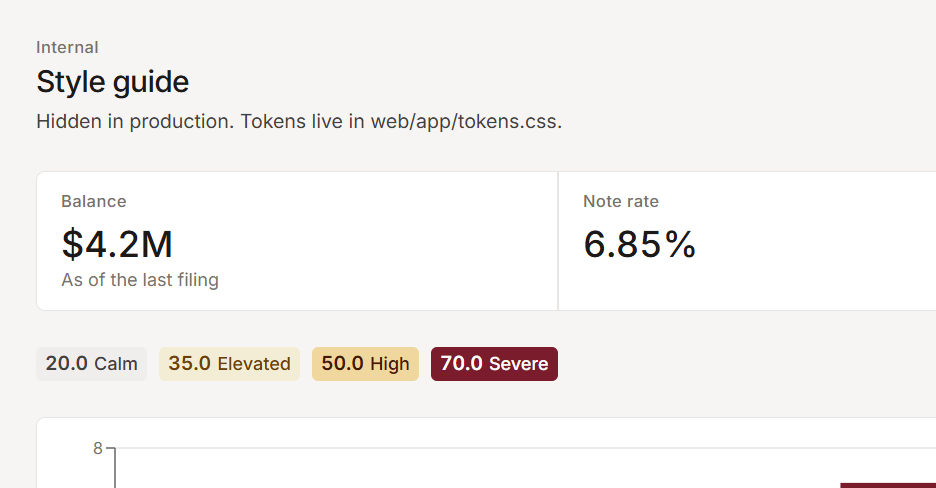 Internal
Style guide
Hidden in production. Tokens live in web/app/tokens.css.
Balance
$4.2M
As of the last filing
Note rate
6.85%
20.0 Calm
35.0 Elevated
50.0 High
70.0 Severe
8